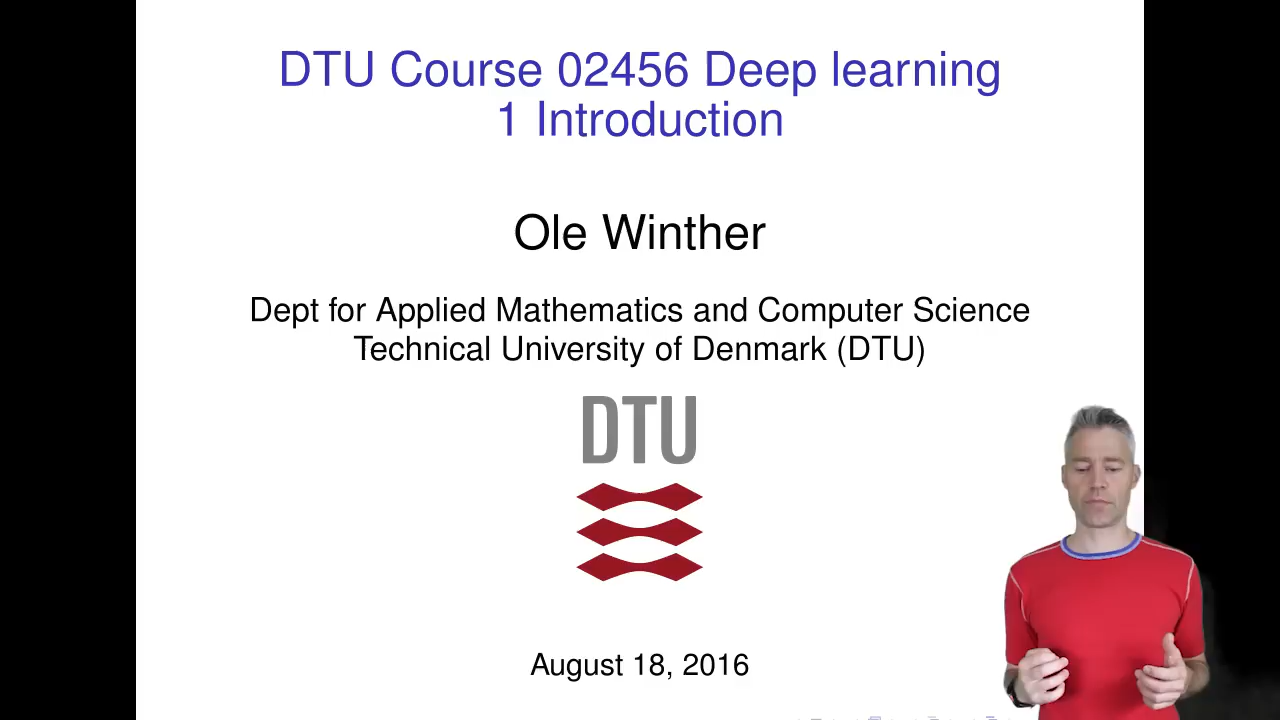 DTU Course 02456 Deep learning
1 Introduction
Ole Winther
Dept for Applied Mathematics and Computer Science
Technical University of Denmark (DTU)
DTU
August 18, 2016